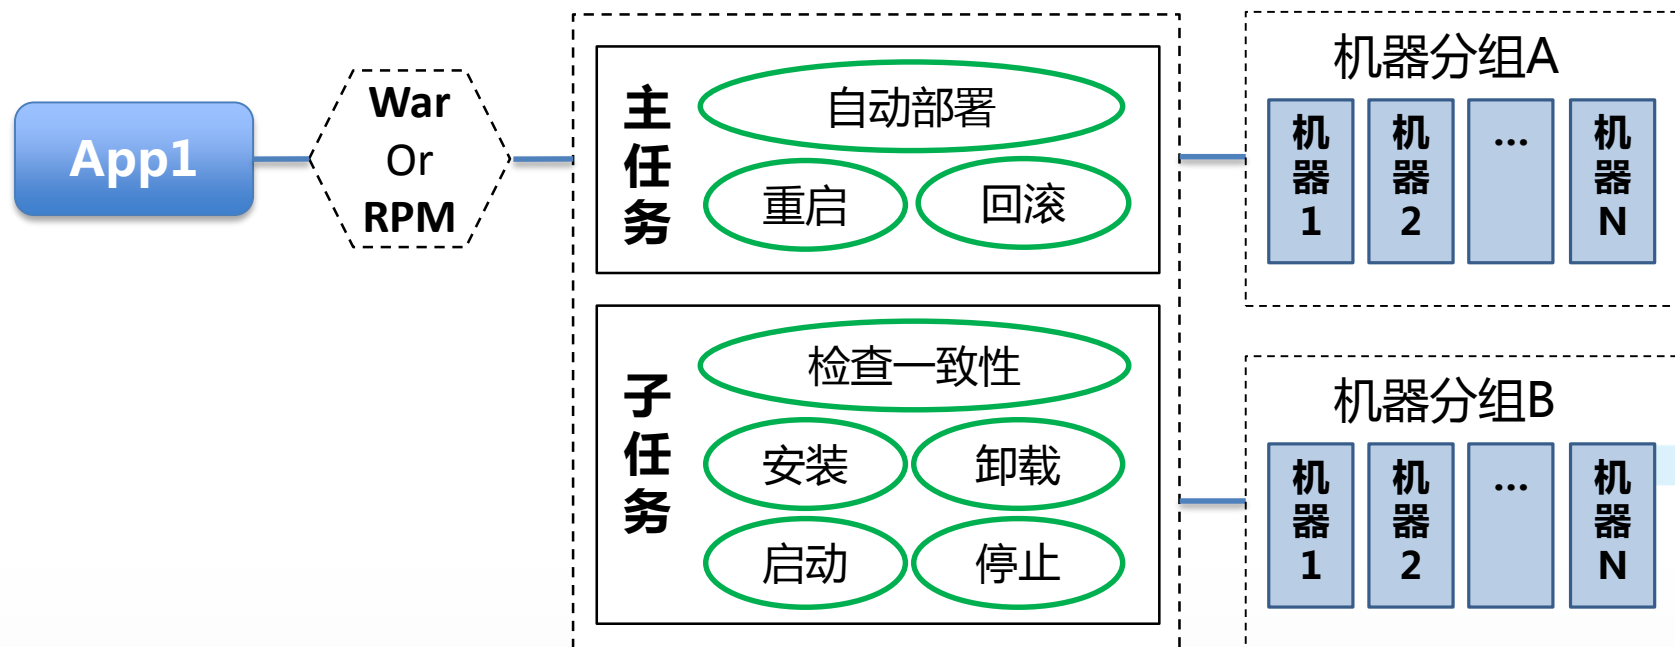 App1
War
Or
RPM
主任务
自动部署
重启
回滚
子任务
检查一致性
安装
卸载
启动
停止
机器分组A
机器1
机器2
...
机器N
机器分组B
机器1
机器2
...
机器N